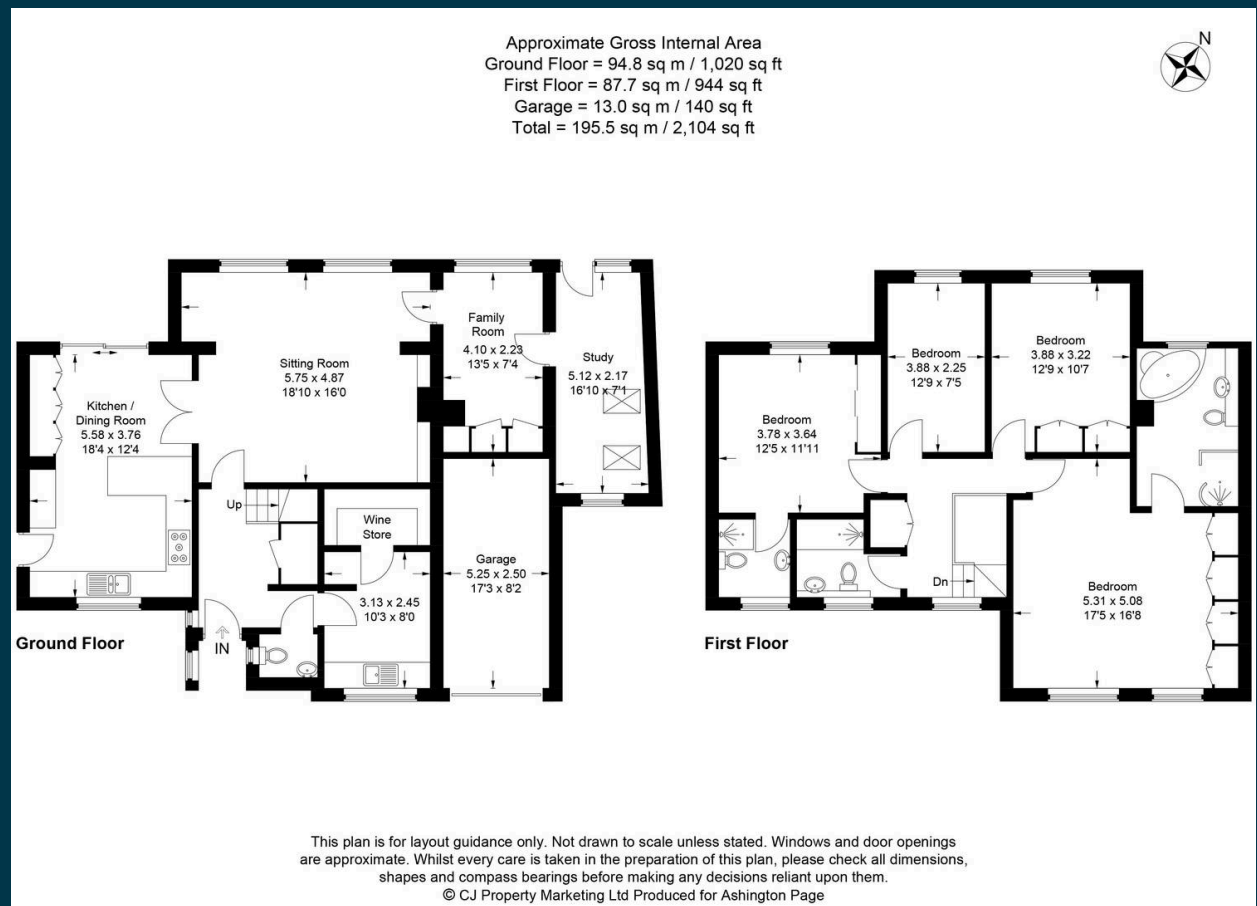 Approximate Gross Internal Area
Ground Floor = 94.8 sq m / 1,020 sq ft
First Floor = 87.7 sq m / 944 sq ft
Garage = 13.0 sq m / 140 sq ft
Total = 195.5 sq m / 2,104 sq ft
N
Kitchen /
Dining Room
5.58 x 3.76
18'4 x 12'4
Sitting Room
5.75 x 4.87
18'10 x 16'0
Family
Room
4.10 x 2.23
13'5 x 7'4
Study
5.12 x 2.17
16'10 x 7'1
Up
Wine
Store
3.13 x 2.45
10'3 x 8'0
Garage
5.25 x 2.50
17'3 x 8'2
IN
Ground Floor
Bedroom
3.78 x 3.64
12'5 x 11'11
Bedroom
3.88 x 2.25
12'9 x 7'5
Bedroom
3.88 x 3.22
12'9 x 10'7
Dn
Bedroom
5.31 x 5.08
17'5 x 16'8
First Floor
This plan is for layout guidance only. Not drawn to scale unless stated. Windows and door openings
are approximate. Whilst every care is taken in the preparation of this plan, please check all dimensions,
shapes and compass bearings before making any decisions reliant upon them.
© CJ Property Marketing Ltd Produced for Ashington Page